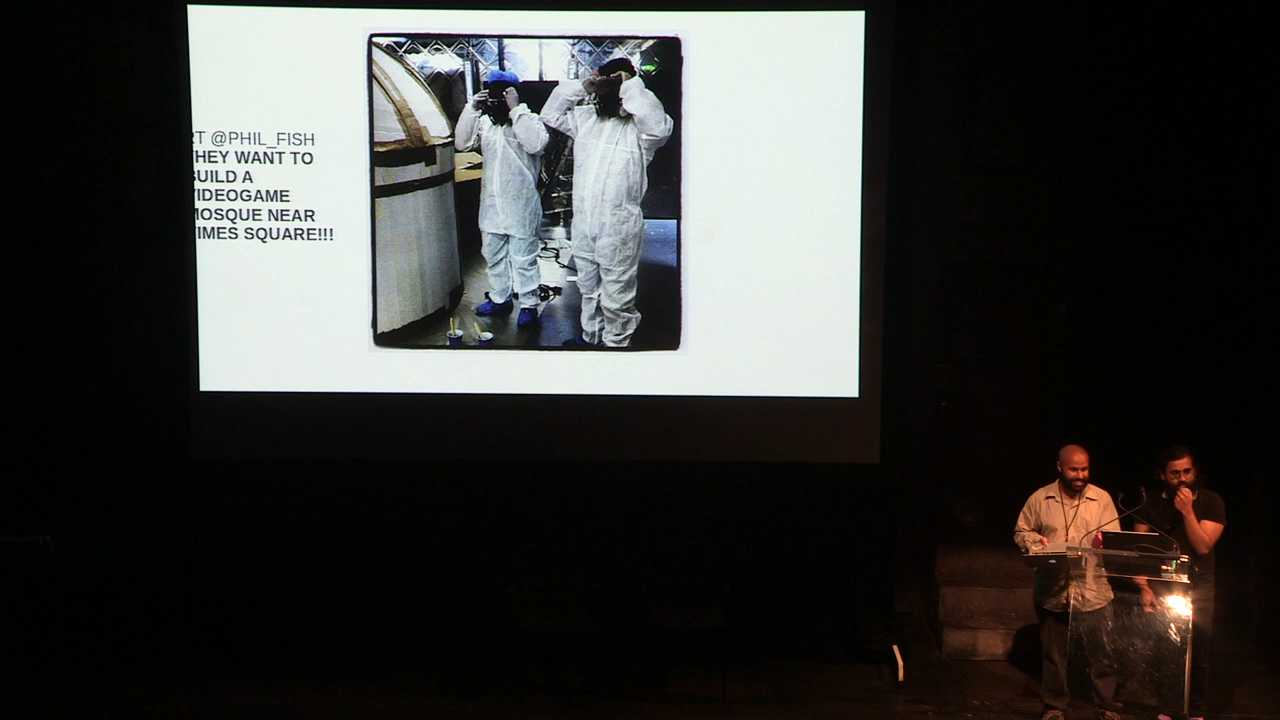 RT @PHIL_FISH
THEY WANT TO
BUILD A
VIDEOGAME
MOSQUE NEAR
TIMES SQUARE!!!